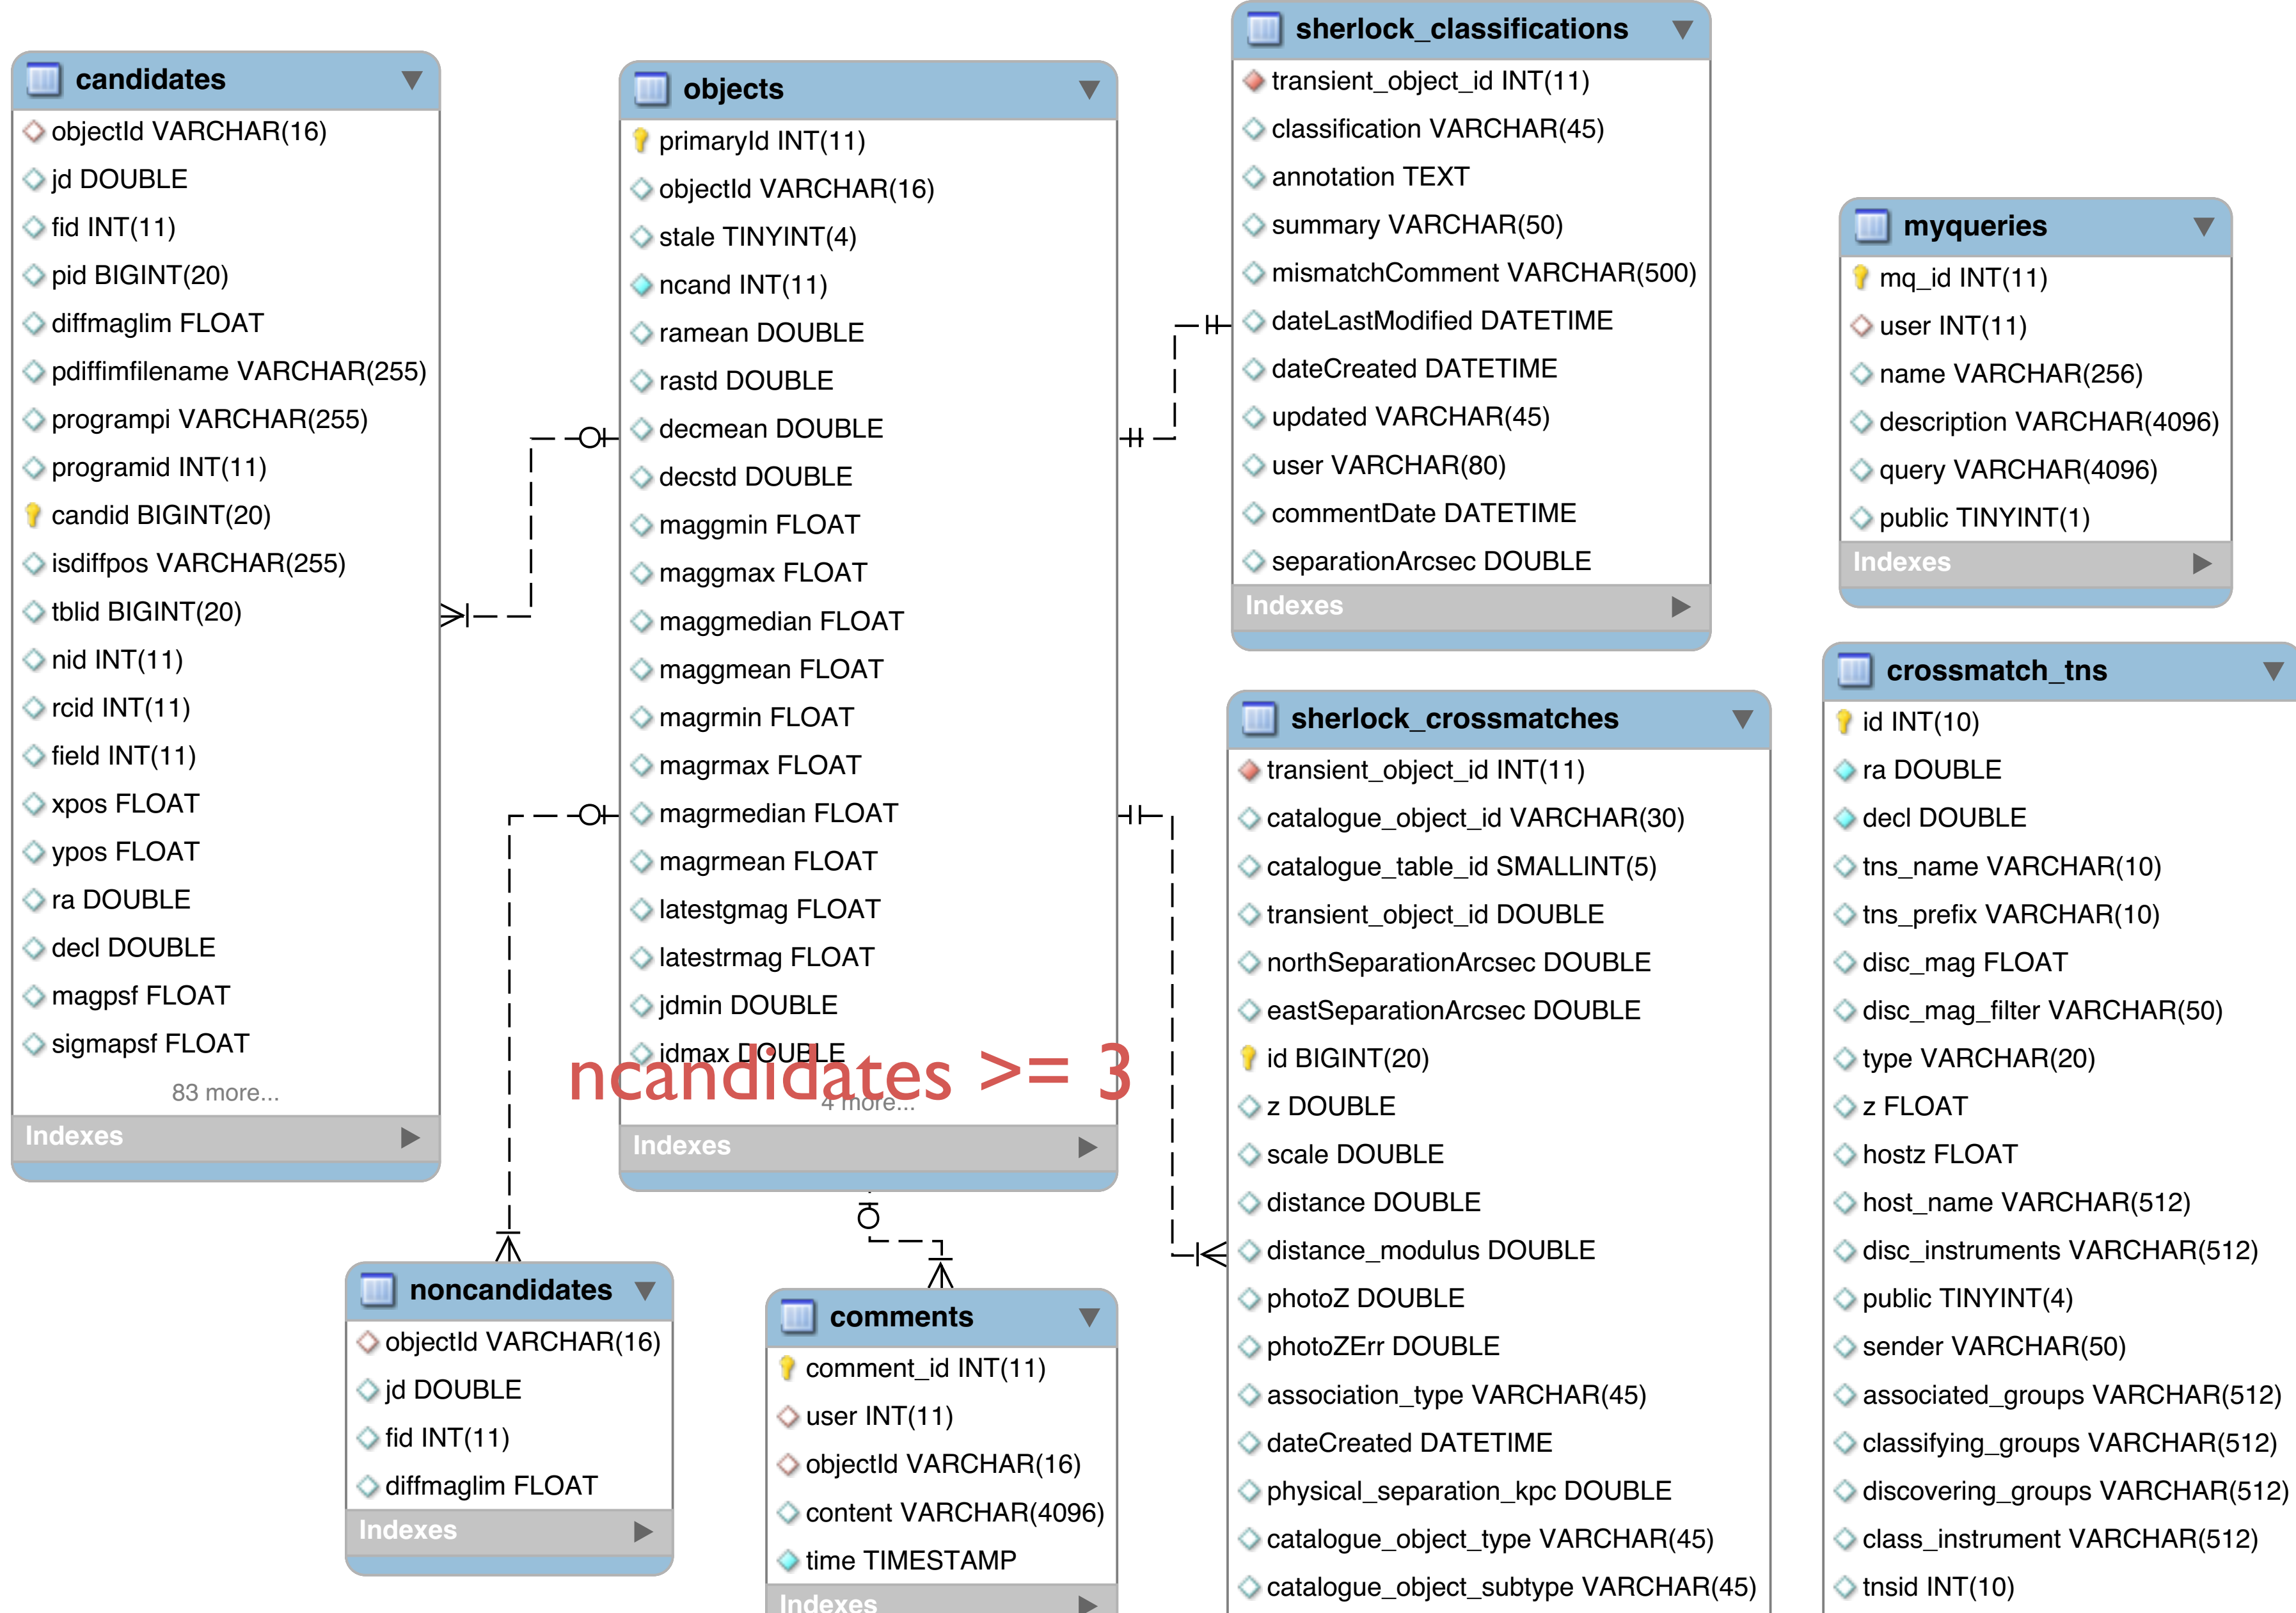 candidates
objectId VARCHAR(16)
jd DOUBLE
fid INT(11)
pid BIGINT(20)
diffmaglim FLOAT
pdiffimfilename VARCHAR(255)
programpi VARCHAR(255)
programid INT(11)
candid BIGINT(20)
isdiffpos VARCHAR(255)
tblid BIGINT(20)
nid INT(11)
rcid INT(11)
field INT(11)
xpos FLOAT
ypos FLOAT
ra DOUBLE
decl DOUBLE
magpsf FLOAT
sigmapsf FLOAT
83 more...
Indexes
objects
primaryId INT(11)
objectId VARCHAR(16)
stale TINYINT(4)
ncand INT(11)
ramean DOUBLE
rastd DOUBLE
decmean DOUBLE
decstd DOUBLE
maggmin FLOAT
maggmax FLOAT
maggmedian FLOAT
maggmean FLOAT
magrmin FLOAT
magrmax FLOAT
magrmedian FLOAT
magrmean FLOAT
latestgmag FLOAT
latestrmag FLOAT
jdmin DOUBLE
jdmax DOUBLE
ncandidates >= 3
4 more...
Indexes
noncandidates
objectId VARCHAR(16)
jd DOUBLE
fid INT(11)
diffmaglim FLOAT
Indexes
comments
comment_id INT(11)
user INT(11)
objectId VARCHAR(16)
content VARCHAR(4096)
time TIMESTAMP
Indexes
sherlock_classifications
transient_object_id INT(11)
classification VARCHAR(45)
annotation TEXT
summary VARCHAR(50)
mismatchComment VARCHAR(500)
dateLastModified DATETIME
dateCreated DATETIME
updated VARCHAR(45)
user VARCHAR(80)
commentDate DATETIME
separationArcsec DOUBLE
Indexes
sherlock_crossmatches
transient_object_id INT(11)
catalogue_object_id VARCHAR(30)
catalogue_table_id SMALLINT(5)
transient_object_id DOUBLE
northSeparationArcsec DOUBLE
eastSeparationArcsec DOUBLE
id BIGINT(20)
z DOUBLE
scale DOUBLE
distance DOUBLE
distance_modulus DOUBLE
photoZ DOUBLE
photoZErr DOUBLE
association_type VARCHAR(45)
dateCreated DATETIME
physical_separation_kpc DOUBLE
catalogue_object_type VARCHAR(45)
catalogue_object_subtype VARCHAR(45)
myqueries
mq_id INT(11)
user INT(11)
name VARCHAR(256)
description VARCHAR(4096)
query VARCHAR(4096)
public TINYINT(1)
Indexes
crossmatch_tns
id INT(10)
ra DOUBLE
decl DOUBLE
tns_name VARCHAR(10)
tns_prefix VARCHAR(10)
disc_mag FLOAT
disc_mag_filter VARCHAR(50)
type VARCHAR(20)
z FLOAT
hostz FLOAT
host_name VARCHAR(512)
disc_instruments VARCHAR(512)
public TINYINT(4)
sender VARCHAR(50)
associated_groups VARCHAR(512)
classifying_groups VARCHAR(512)
discovering_groups VARCHAR(512)
class_instrument VARCHAR(512)
tnsid INT(10)